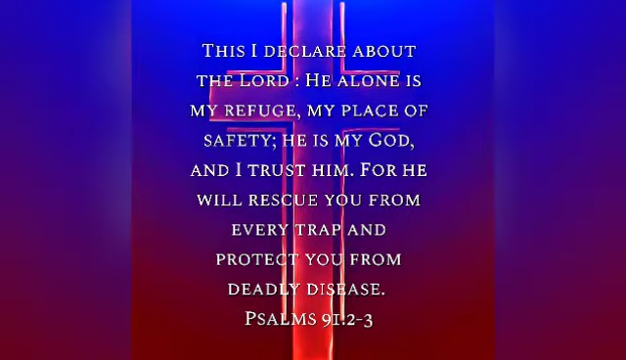 This I declare about
the Lord : He alone is
my refuge, my place of
safety; he is my God,
and I trust him. For he
will rescue you from
every trap and
protect you from
deadly disease.
Psalms 91:2-3